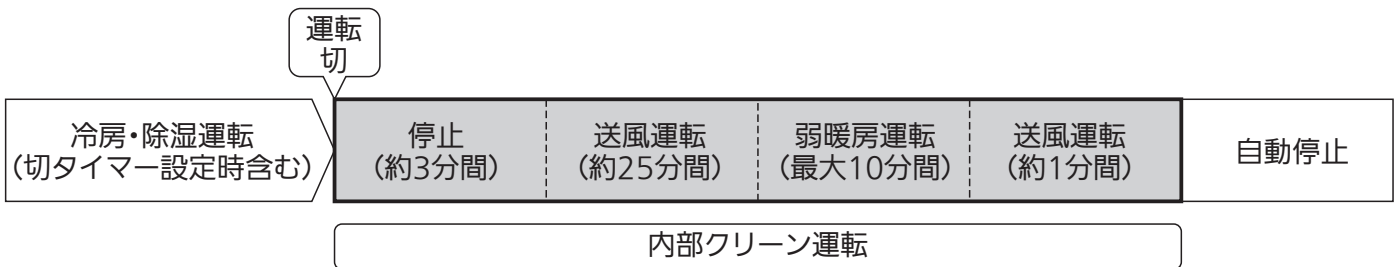 運転
切
冷房・除湿運転
(切タイマー設定時含む)
停止
(約3分間)
送風運転
(約25分間)
弱暖房運転
(最大10分間)
送風運転
(約1分間)
自動停止
内部クリーン運転